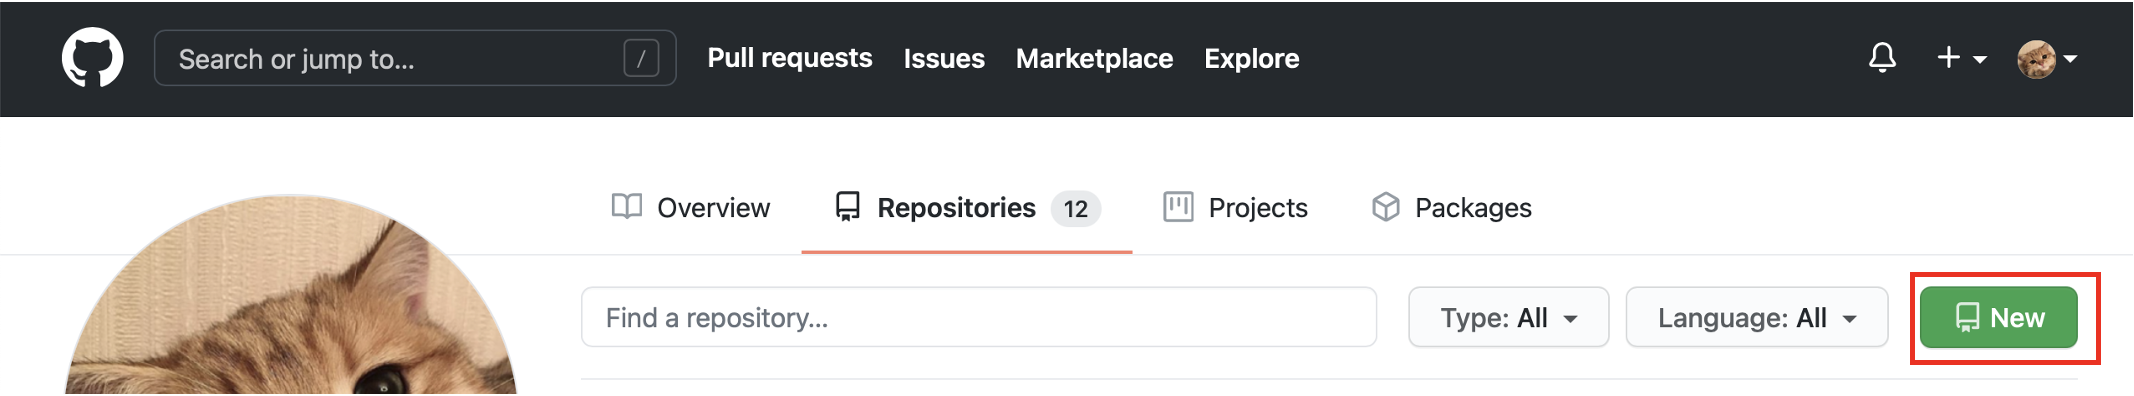 Search or jump to... / Pull requests Issues Marketplace Explore
Overview Repositories 12 Projects Packages
Find a repository... Type: All Language: All New